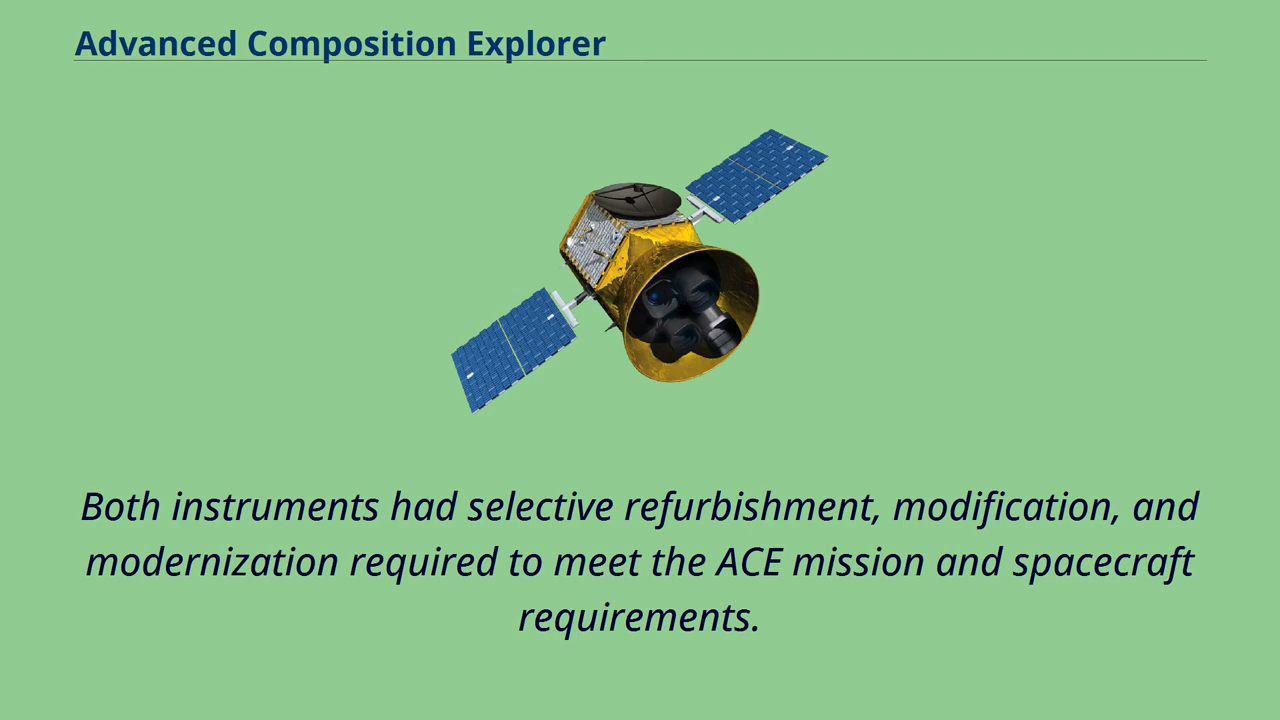 Advanced Composition Explorer
Both instruments had selective refurbishment, modification, and
modernization required to meet the ACE mission and spacecraft
requirements.